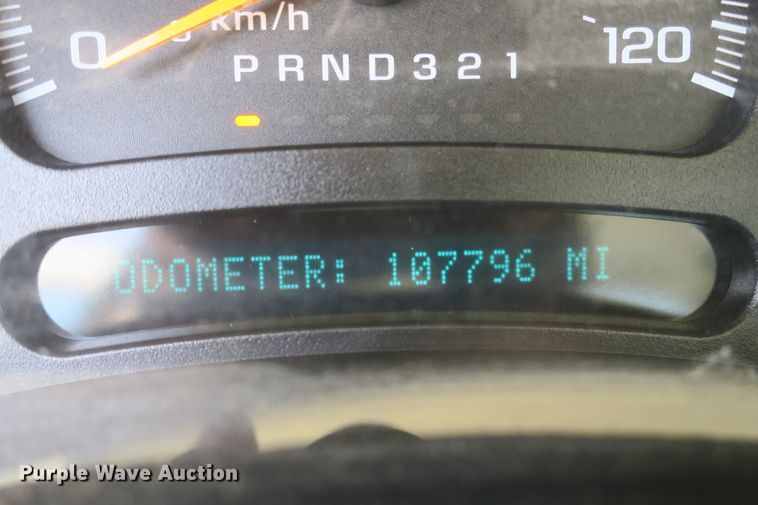 0 km/h 120
PRND321
ODOMETER: 107796 MI
Purple Wave Auction